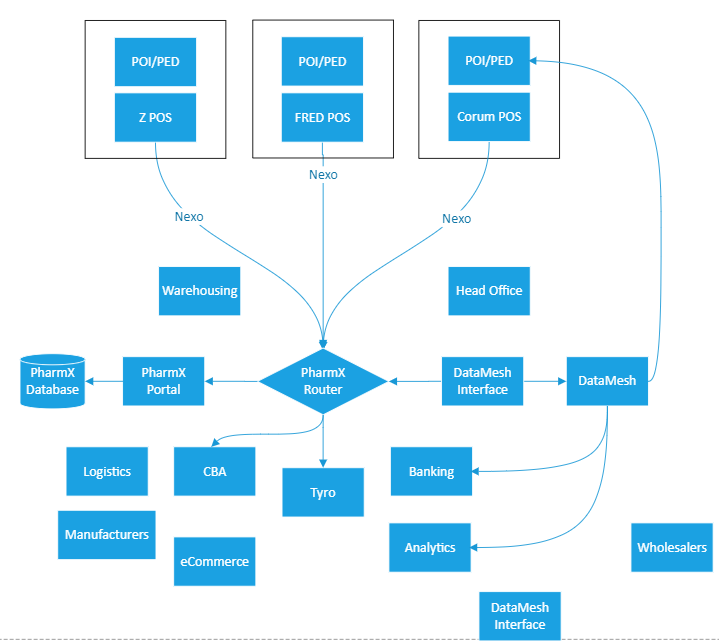 POI/PED
POI/PED
POI/PED
Z POS
FRED POS
Corum POS
Nexo
Nexo
Nexo
Warehousing
Head Office
PharmX
Database
PharmX
Portal
PharmX
Router
DataMesh
Interface
DataMesh
Logistics
CBA
Tyro
Banking
Manufacturers
eCommerce
Analytics
Wholesalers
DataMesh
Interface